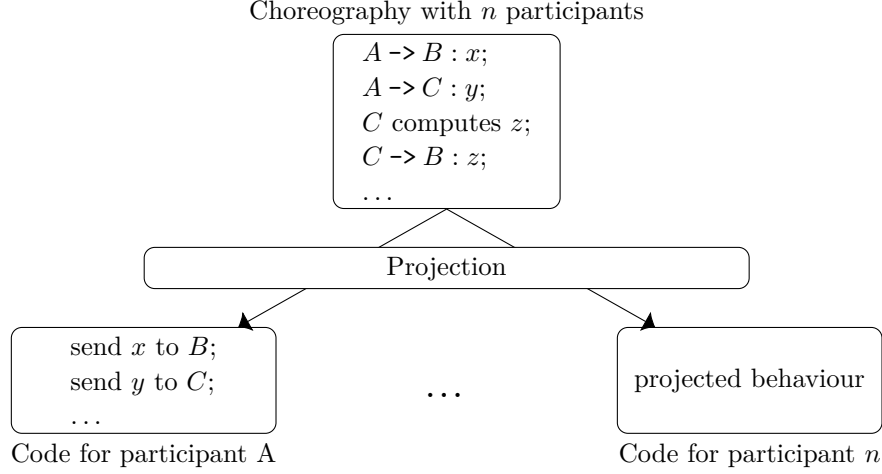 Choreography with n participants
A -> B : x;
A -> C : y;
C computes z;
C -> B : z;
...
Projection
send x to B;
send y to C;
...
...
projected behaviour
Code for participant A
Code for participant n